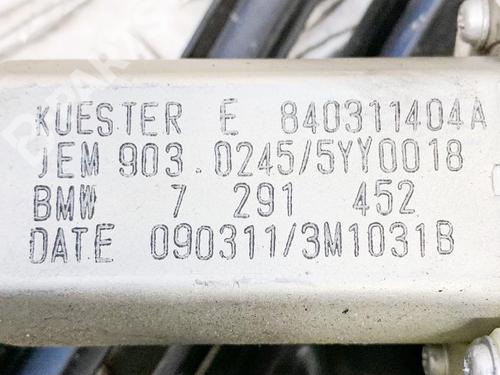 KUESTER E 840311404A
JEM 903.0245/5YY0018
BMW 7 291 452
DATE 090311/3M1031B